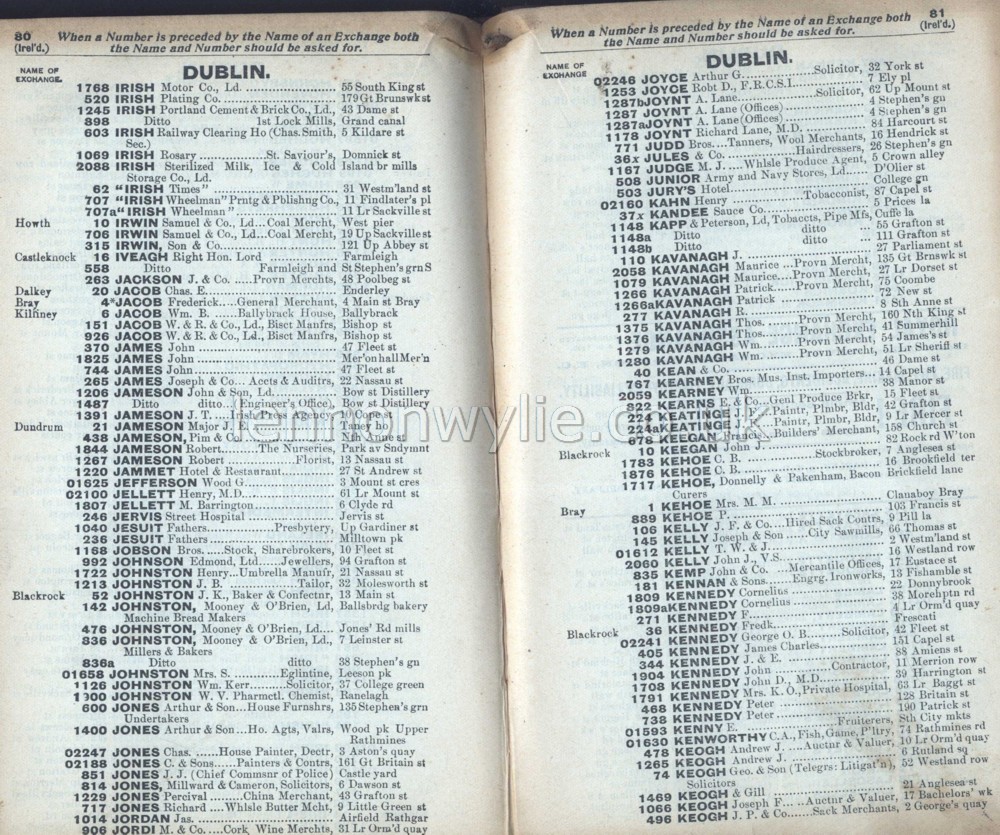 80
(Irel'd.)
When a Number is preceded by the Name of an Exchange both
the Name and Number should be asked for.
NAME OF
EXCHANGE.
DUBLIN.
1768 IRISH Motor Co., Ld. 55 South King st
520 IRISH Plating Co. 179 Gt Brunswk st
1245 IRISH Portland Cement & Brick Co., Ld., 43 Dame st
898 Ditto 1st Lock Mills, Grand canal
603 IRISH Railway Clearing Ho (Chas. Smith, 5 Kildare st
Sec.)
1069 IRISH Rosary St. Saviour's, Domnick st
2088 IRISH Sterilized Milk, Ice & Cold Island br mills
Storage Co., Ld.
62 "IRISH Times" 31 Westm'land st
707 "IRISH Wheelman" Prntg & Pblishng Co., 11 Findlater's pl
707a "IRISH Wheelman" 11 Lr Sackville st
Howth 10 IRWIN Samuel & Co., Ld...Coal Mercht, West pier
706 IRWIN Samuel & Co., Ld...Coal Mercht, 19 Up Sackville st
315 IRWIN, Son & Co. 121 Up Abbey st
Castleknock 16 IVEAGH Right Hon. Lord Farmleigh
558 Ditto Farmleigh and St Stephen's grn S
263 JACKSON J. & Co. Provn Merchts, 48 Poolbeg st
Dalkey 20 JACOB Chas. E. Enderley
Bray 4* JACOB Frederick.....General Merchant, 4 Main st Bray
Killiney 6 JACOB Wm. B. Ballybrack House, Ballybrack
151 JACOB W. & R. & Co., Ld., Bisct Manfrs, Bishop st
926 JACOB W. & R. & Co., Ld., Bisct Manfrs, Bishop st
370 JAMES John 47 Fleet st
1825 JAMES John Mer'on hall Mer'n
744 JAMES John 47 Fleet st
265 JAMES Joseph & Co... Accts & Auditrs, 22 Nassau st
1206 JAMESON John & Son, Ld. Bow st Distillery
1487 Ditto ditto...(Engineer's Office), Bow st Distillery
1391 JAMESON J. T. Cope st
Dundrum 21 JAMESON Major J. Taney ho
438 JAMESON, Pim & Co. Nth Anne st
1844 JAMESON Robert.........The Nurseries, Park av Sndymnt
1267 JAMESON Robert Florist, 13 Nassau st
1220 JAMMET Hotel & Restaurant 27 St Andrew st
01625 JEFFERSON Wood G. 3 Mount st cres
02100 JELLETT Henry, M.D. 61 Lr Mount st
1807 JELLETT M. Barrington 6 Clyde rd
246 JERVIS Street Hospital Jervis st
1040 JESUIT Fathers Presbytery, Up Gardiner st
236 JESUIT Fathers Milltown pk
1168 JOBSON Bros. ....Stock, Sharebrokers, 10 Fleet st
992 JOHNSON Edmond, Ltd.......Jewellers, 94 Grafton st
1722 JOHNSTON Henry...Umbrella Manufr, 21 Nassau st
1213 JOHNSTON J. B. Tailor, 32 Molesworth st
Blackrock 52 JOHNSTON J. K., Baker & Confectnr, 13 Main st
142 JOHNSTON, Mooney & O'Brien, Ld, Ballsbrdg bakery
Machine Bread Makers
476 JOHNSTON, Mooney & O'Brien, Ld.... Jones' Rd mills
836 JOHNSTON, Mooney & O'Brien, Ld., 7 Leinster st
Millers & Bakers
836a Ditto ditto 38 Stephen's gn
01658 JOHNSTON Mrs. S. Eglintine, Leeson pk
1126 JOHNSTON Wm. Kerr.........Solicitor, 37 College green
1300 JOHNSTON W. V. Pharmctl. Chemist, Ranelagh
600 JONES Arthur & Son...House Furnshrs, 135 Stephen's grn
Undertakers
1400 JONES Arthur & Son...Ho. Agts, Valrs, Wood pk Upper
Rathmines
02247 JONES Chas. ......House Painter, Dectr, 3 Aston's quay
02188 JONES C. & Sons.....Painters & Contrs, 161 Gt Britain st
851 JONES J. J. (Chief Commsnr of Police) Castle yard
814 JONES, Millward & Cameron, Solicitors, 6 Dawson st
1229 JONES Percival ........China Merchant, 43 Grafton st
717 JONES Richard ....Whlsle Butter Mcht, 9 Little Green st
1014 JORDAN Jas. Airfield Rathgar
906 JORDI M. & Co. ...Cork, Wine Merchts, 31 Lr Orm'd quay
When a Number is preceded by the Name of an Exchange both
the Name and Number should be asked for.
81
(Irel'd.)
NAME OF
EXCHANGE
DUBLIN.
02246 JOYCE Arthur G. Solicitor, 32 York st
1253 JOYCE Robt D., F.R.C.S.I. 7 Ely pl
1287b JOYNT A. Lane Solicitor, 62 Up Mount st
1287 JOYNT A. Lane (Offices) 4 Stephen's gn
1287a JOYNT A. Lane (Offices) 4 Stephen's gn
1178 JOYNT Richard Lane, M.D. 84 Harcourt st
771 JUDD Bros....Tanners, Wool Merchants, 16 Hendrick st
36x JULES & Co. Hairdressers, 26 Stephen's gn
1167 JUDGE M. J. Whlsle Produce Agent, 5 Crown alley
508 JUNIOR Army and Navy Stores, Ld. D'Olier st
503 JURY'S Hotel College gn
02160 KAHN Henry Tobacconist, 87 Capel st
37x KANDEE Sauce Co. 5 Prices la
1148 KAPP & Peterson, Ld, Tobaccts, Pipe Mfs, Cuffe la
1148a Ditto ditto 55 Grafton st
1148b Ditto ditto 111 Grafton st
110 KAVANAGH J. 27 Parliament st
2058 KAVANAGH Maurice ...Provn Mercht, 135 Gt Brnswk st
1079 KAVANAGH Maurice....Provn Mercht, 27 Lr Dorset st
1266 KAVANAGH Patrick......Provn Mercht, 75 Coombe
1266a KAVANAGH Patrick 72 New st
277 KAVANAGH R. 8 Sth Anne st
1375 KAVANAGH Thos. Provn Mercht, 160 Nth King st
1376 KAVANAGH Thos. Provn Mercht, 41 Summerhill
1279 KAVANAGH Wm. Provn Mercht, 54 James's st
1280 KAVANAGH Wm. Provn Mercht, 51 Lr Sheriff st
40 KEAN & Co. 46 Dame st
767 KEARNEY Bros. Mus. Inst. Importers... 14 Capel st
2059 KEARNEY Wm. 38 Manor st
822 KEARNS E. & Co...Genl Produce Brkr, 15 Fleet st
224 KEATINGE J. F......Paintr, Plmbr, Bldr, 42 Grafton st
224a KEATINGE Paintr, Plmbr, Bldr, 9 Lr Mercer st
678 KEEGAN Francis Builders' Merchant, 158 Church st
Blackrock 10 KEEGAN John J. 82 Rock rd W'ton
1783 KEHOE C. B. Stockbroker, 7 Anglesea st
1876 KEHOE C. B. 16 Brookfield ter
1717 KEHOE, Donnelly & Pakenham, Bacon Brickfield lane
Curers
Bray 1 KEHOE Mrs. M. M. Clanaboy Bray
889 KEHOE P. 103 Francis st
106 KELLY J. F. & Co....Hired Sack Contrs, 9 Pill la
145 KELLY Joseph & Son ......City Sawmills, 66 Thomas st
01612 KELLY T. W. & J. 2 Westm'land st
2060 KELLY John J., V.S. 16 Westland row
835 KEMP John & Co. ...Mercantile Offices, 17 Eustace st
181 KENNAN & Sons......Engrg. Ironworks, 13 Fishamble st
1809 KENNEDY Cornelius 22 Donnybrook
1809a KENNEDY Cornelius 38 Morehptn rd
271 KENNEDY F. 4 Lr Orm'd quay
Blackrock 36 KENNEDY Fredk. Frescati
02241 KENNEDY George O. B. Solicitor, 42 Fleet st
405 KENNEDY James Charles 151 Capel st
344 KENNEDY J. & E. 88 Amiens st
1904 KENNEDY John Contractor, 11 Merrion row
1708 KENNEDY John D., M.D. 39 Harrington st
1791 KENNEDY Mrs. K. O., Private Hospital, 63 Lr Baggt st
468 KENNEDY Peter 128 Britain st
738 KENNEDY Peter 190 Patrick st
01593 KENNY E. Fruiterers, Sth City mkts
01630 KENWORTHY C.A., Fish, Game, P'ltry, 74 Rathmines rd
478 KEOGH Andrew J. ...Auctnr & Valuer, 10 Lr Orm'd quay
1265 KEOGH Andrew J. 6 Rutland sq
74 KEOGH Geo. & Son (Telegrs: Litigat'n), 52 Westland row
Solicitors
1469 KEOGH & Gill 21 Anglesea st
1066 KEOGH Joseph F. ...Auctnr & Valuer, 17 Bachelors' wk
496 KEOGH J. P. & Co. Sack Merchants, 2 George's quay